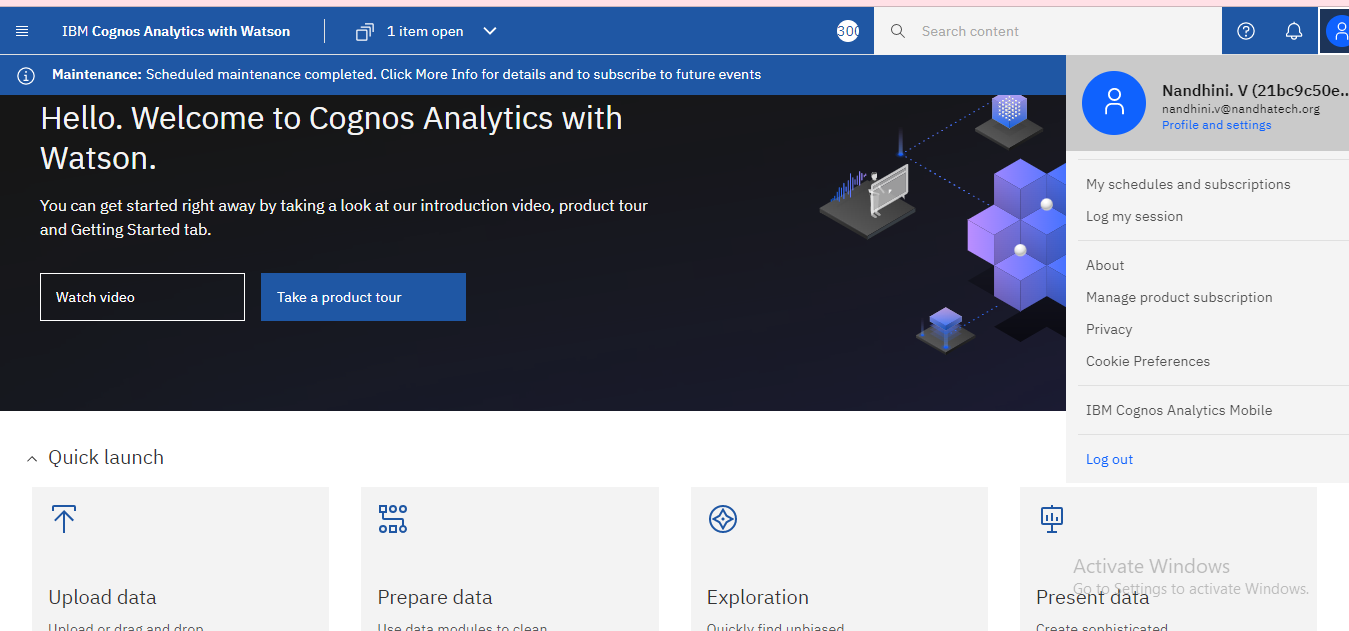 IBM Cognos Analytics with Watson
1 item open
300
Search content
Maintenance: Scheduled maintenance completed. Click More Info for details and to subscribe to future events
Hello. Welcome to Cognos Analytics with
Watson.
You can get started right away by taking a look at our introduction video, product tour
and Getting Started tab.
Watch video
Take a product tour
Nandhini. V (21bc9c50e...
nandhini.v@nandhatech.org
Profile and settings
My schedules and subscriptions
Log my session
About
Manage product subscription
Privacy
Cookie Preferences
IBM Cognos Analytics Mobile
Log out
Quick launch
Upload data
Upload or drag and drop
Prepare data
Use data modules to clean
Exploration
Quickly find unbiased
Present data
Create sophisticated
Activate Windows
Go to Settings to activate Windows.